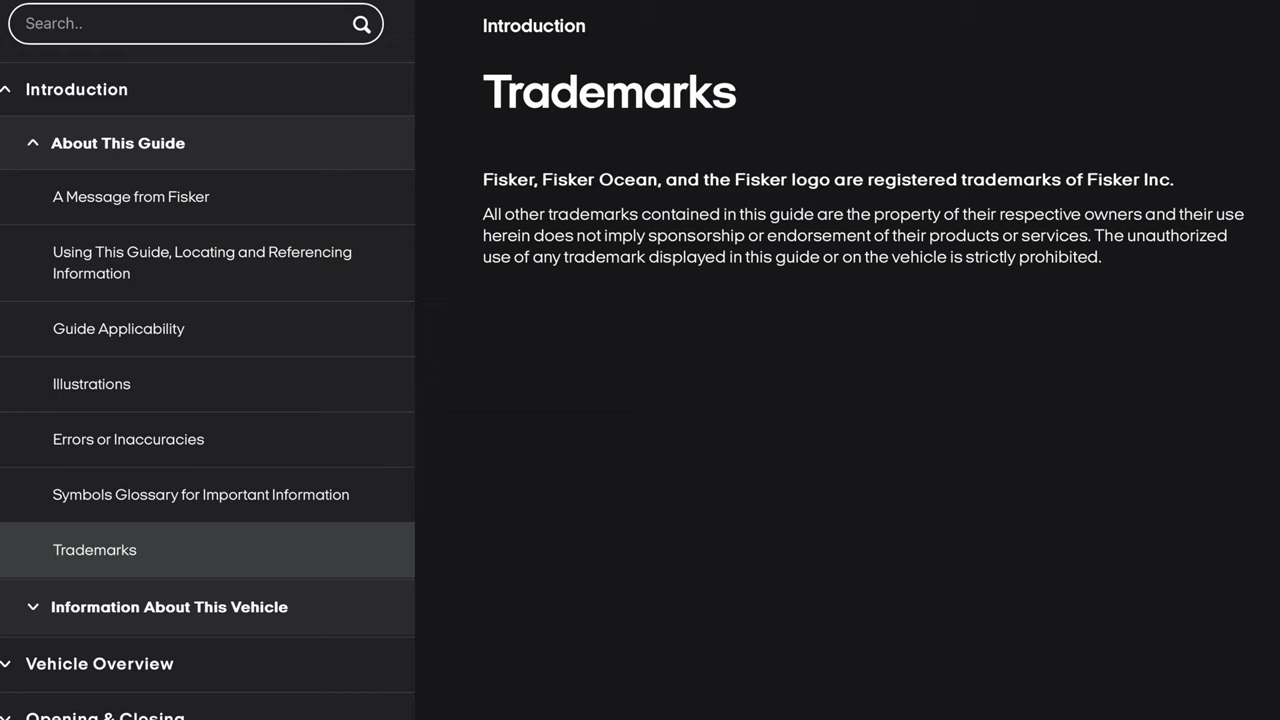 Search..
Introduction
About This Guide
A Message from Fisker
Using This Guide, Locating and Referencing
Information
Guide Applicability
Illustrations
Errors or Inaccuracies
Symbols Glossary for Important Information
Trademarks
Information About This Vehicle
Vehicle Overview
Opening & Closing
Introduction
Trademarks
Fisker, Fisker Ocean, and the Fisker logo are registered trademarks of Fisker Inc.
All other trademarks contained in this guide are the property of their respective owners and their use
herein does not imply sponsorship or endorsement of their products or services. The unauthorized
use of any trademark displayed in this guide or on the vehicle is strictly prohibited.